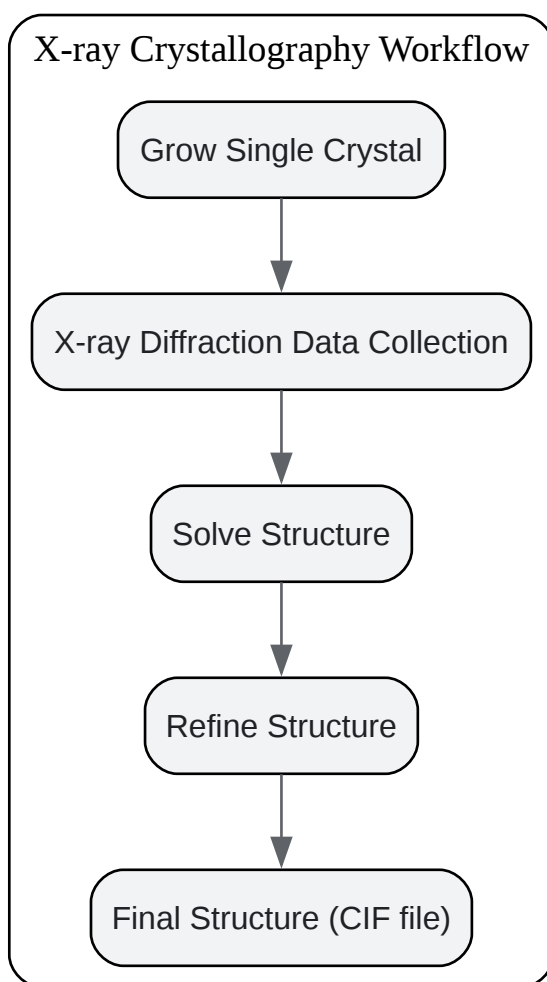 X-ray Crystallography Workflow
Grow Single Crystal
X-ray Diffraction Data Collection
Solve Structure
Refine Structure
Final Structure (CIF file)